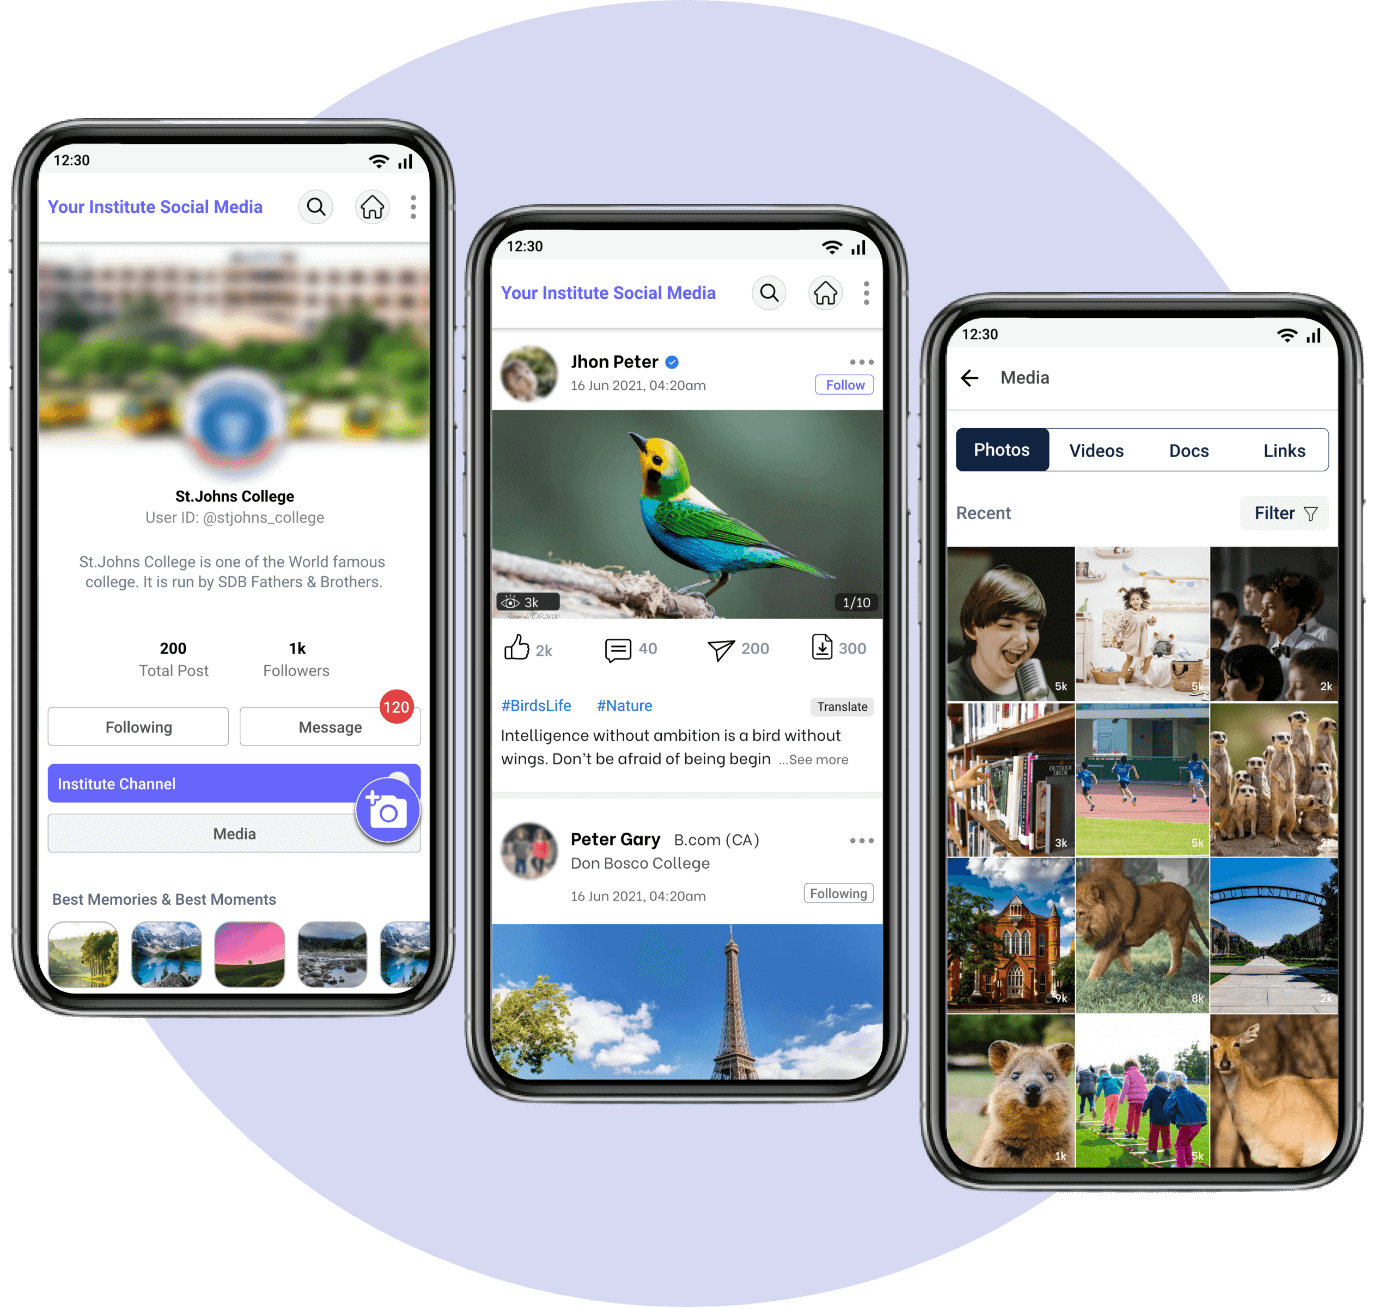 12:30
Your Institute Social Media
St.Johns College
User ID: @stjohns_college
St.Johns College is one of the World famous
college. It is run by SDB Fathers & Brothers.
200
1k
Total Post
Followers
120
Following
Message
Institute Channel
Media
Best Memories & Best Moments
12:30
Your Institute Social Media
Jhon Peter
16 Jun 2021, 04:20am
Follow
3k
1/10
2k
40
200
300
#BirdsLife
#Nature
Translate
Intelligence without ambition is a bird without
wings. Don't be afraid of being begin ...See more
Peter Gary B.com (CA)
Don Bosco College
16 Jun 2021, 04:20am
Following
12:30
Media
Photos
Videos
Docs
Links
Recent
Filter
5k
5k
2k
3k
5k
2k
9k
8k
2k
1k
5k